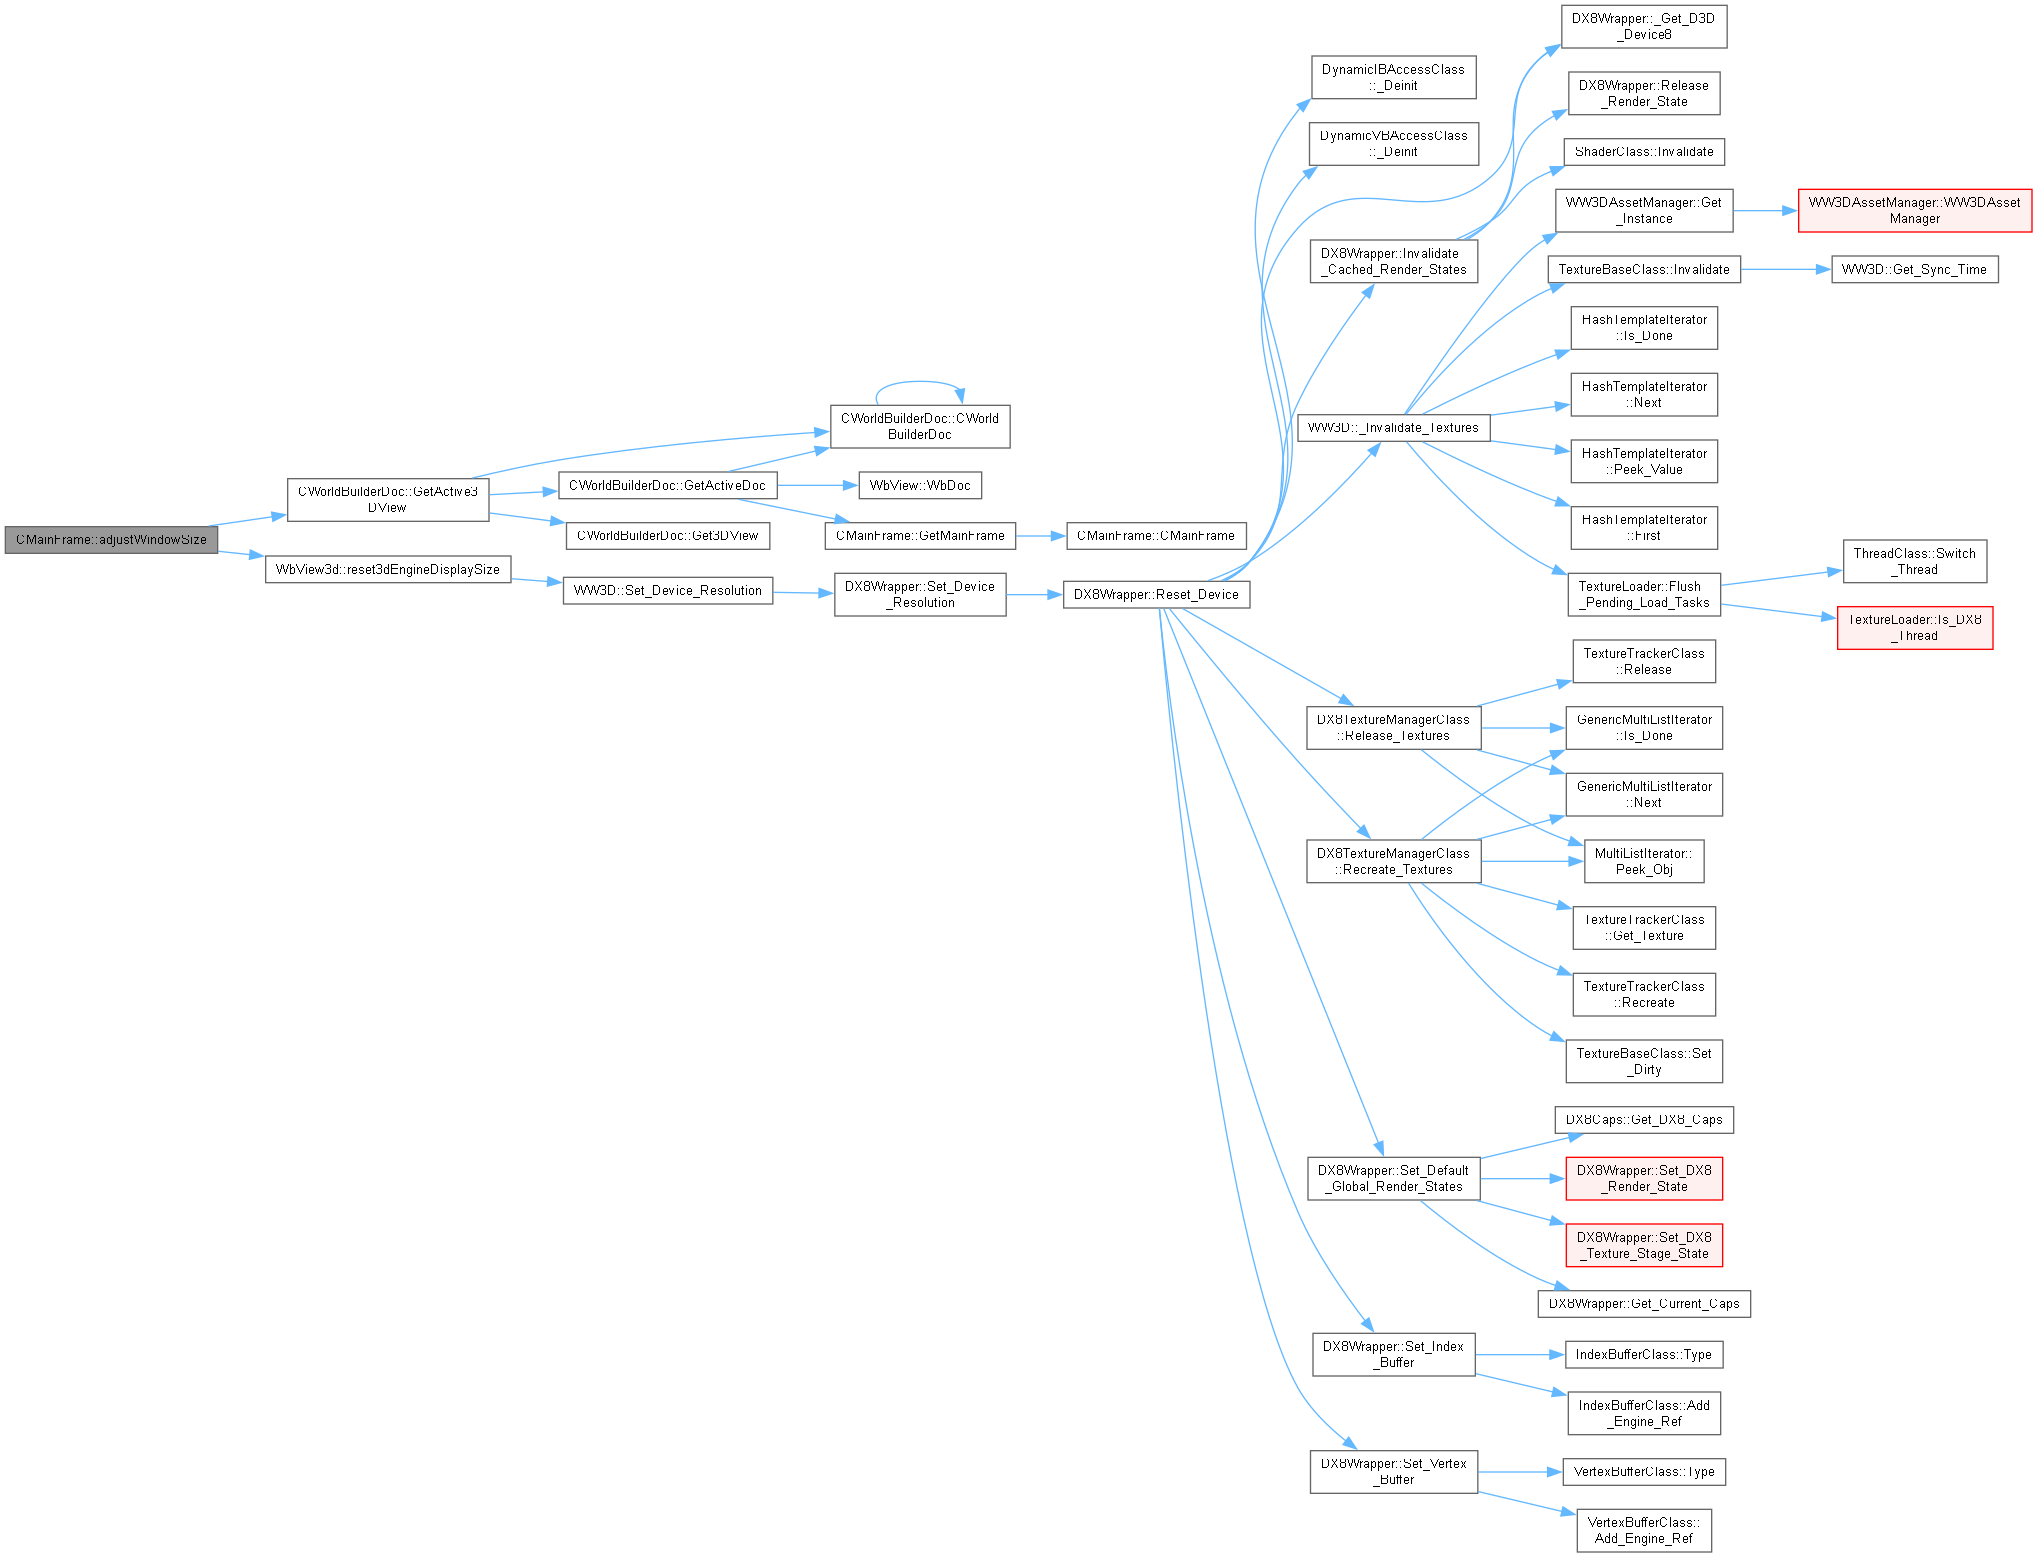 CMainFrame::adjustWindowSize
CWorldBuilderDoc::GetActive3
DView
WbView3d::reset3dEngineDisplaySize
CWorldBuilderDoc::GetActiveDoc
CWorldBuilderDoc::Get3DView
WW3D::Set_Device_Resolution
CWorldBuilderDoc::CWorld
BuilderDoc
WbView::WbDoc
CMainFrame::GetMainFrame
DX8Wrapper::Set_Device
_Resolution
CMainFrame::CMainFrame
DX8Wrapper::Reset_Device
DynamicIBAccessClass
::_Deinit
DynamicVBAccessClass
::_Deinit
DX8Wrapper::Invalidate
_Cached_Render_States
WW3D::_Invalidate_Textures
DX8TextureManagerClass
::Release_Textures
DX8TextureManagerClass
::Recreate_Textures
DX8Wrapper::Set_Default
_Global_Render_States
DX8Wrapper::Set_Index
_Buffer
DX8Wrapper::Set_Vertex
_Buffer
DX8Wrapper::_Get_D3D
_Device8
DX8Wrapper::Release
_Render_State
ShaderClass::Invalidate
WW3DAssetManager::Get
_Instance
TextureBaseClass::Invalidate
HashTemplateIterator
::Is_Done
HashTemplateIterator
::Next
HashTemplateIterator
::Peek_Value
HashTemplateIterator
::First
TextureLoader::Flush
_Pending_Load_Tasks
TextureTrackerClass
::Release
GenericMultiListIterator
::Is_Done
GenericMultiListIterator
::Next
MultiListIterator::
Peek_Obj
TextureTrackerClass
::Get_Texture
TextureTrackerClass
::Recreate
TextureBaseClass::Set
_Dirty
DX8Caps::Get_DX8_Caps
DX8Wrapper::Set_DX8
_Render_State
DX8Wrapper::Set_DX8
_Texture_Stage_State
DX8Wrapper::Get_Current_Caps
IndexBufferClass::Type
IndexBufferClass::Add
_Engine_Ref
VertexBufferClass::Type
VertexBufferClass::
Add_Engine_Ref
WW3DAssetManager::WW3DAsset
Manager
WW3D::Get_Sync_Time
ThreadClass::Switch
_Thread
TextureLoader::Is_DX8
_Thread